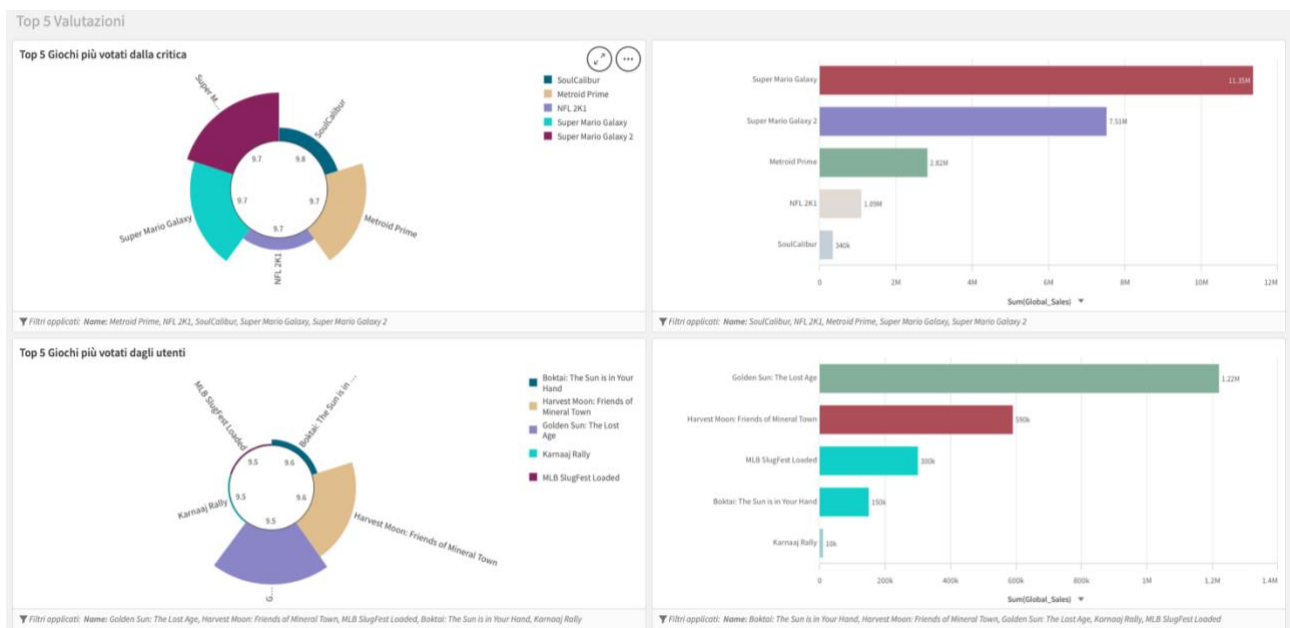 Top 5 Valutazioni
Top 5 Giochi più votati dalla critica
Super M...
SoulCalibur
9.7
9.8
9.7
9.7
9.7
Super Mario Galaxy
Metroid Prime
NFL 2K1
SoulCalibur
Metroid Prime
NFL 2K1
Super Mario Galaxy
Super Mario Galaxy 2
Filtri applicati: Name: Metroid Prime, NFL 2K1, SoulCalibur, Super Mario Galaxy, Super Mario Galaxy 2
Super Mario Galaxy
11.35M
Super Mario Galaxy 2
7.51M
Metroid Prime
2.82M
NFL 2K1
1.09M
SoulCalibur
340k
0 2M 4M 6M 8M 10M 12M
Sum(Global_Sales)
Filtri applicati: Name: SoulCalibur, NFL 2K1, Metroid Prime, Super Mario Galaxy, Super Mario Galaxy 2
Top 5 Giochi più votati dagli utenti
MLB SlugFest Loaded
Boktai: The Sun is in ...
9.5
9.6
9.5
9.6
9.5
Karnaaj Rally
Harvest Moon: Friends of Mineral Town
G...
Boktai: The Sun is in Your
Hand
Harvest Moon: Friends of
Mineral Town
Golden Sun: The Lost
Age
Karnaaj Rally
MLB SlugFest Loaded
Filtri applicati: Name: Golden Sun: The Lost Age, Harvest Moon: Friends of Mineral Town, MLB SlugFest Loaded, Boktai: The Sun is in Your Hand, Karnaaj Rally
Golden Sun: The Lost Age
1.22M
Harvest Moon: Friends of Mineral Town
590k
MLB SlugFest Loaded
300k
Boktai: The Sun is in Your Hand
150k
Karnaaj Rally
10k
0 200k 400k 600k 800k 1M 1.2M 1.4M
Sum(Global_Sales)
Filtri applicati: Name: Boktai: The Sun is in Your Hand, Harvest Moon: Friends of Mineral Town, Golden Sun: The Lost Age, Karnaaj Rally, MLB SlugFest Loaded